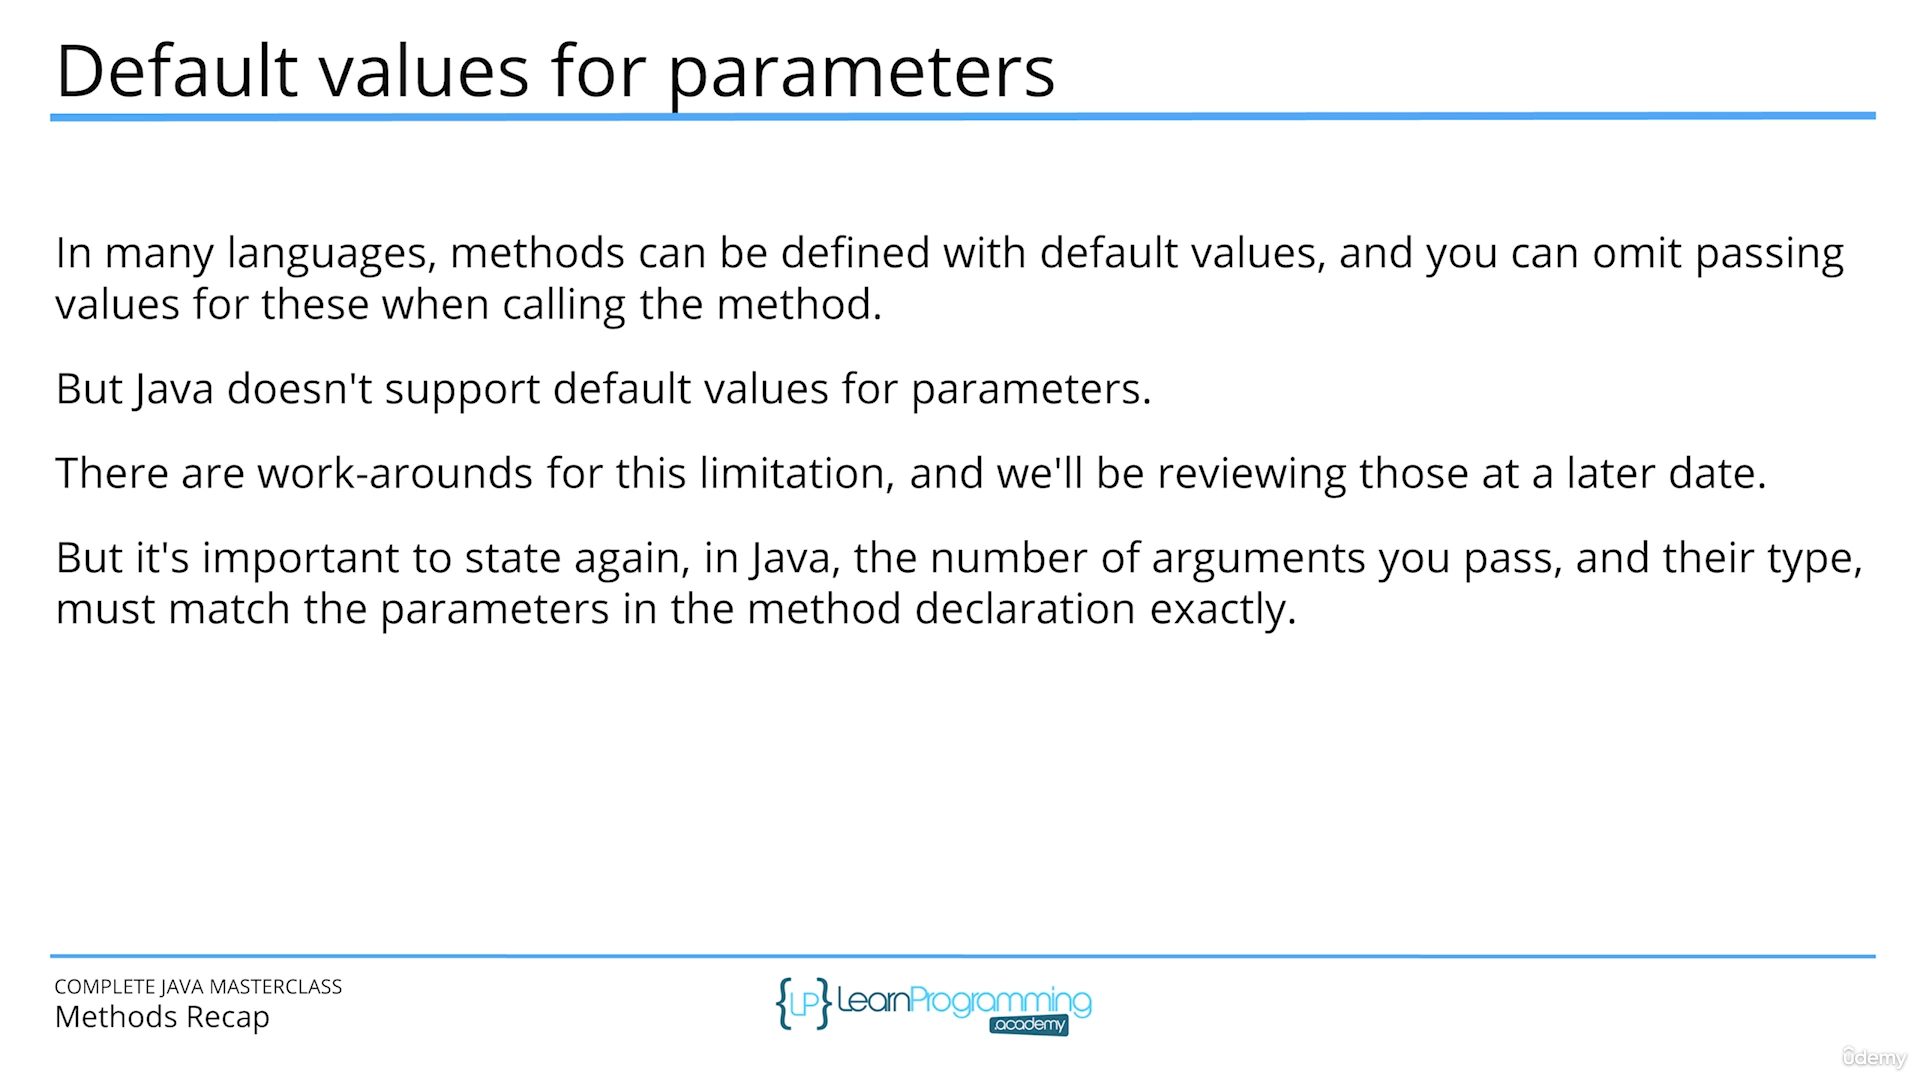 Default values for parameters
In many languages, methods can be defined with default values, and you can omit passing
values for these when calling the method.
But Java doesn't support default values for parameters.
There are work-arounds for this limitation, and we'll be reviewing those at a later date.
But it's important to state again, in Java, the number of arguments you pass, and their type,
must match the parameters in the method declaration exactly.
COMPLETE JAVA MASTERCLASS
Methods Recap
{LP} LearnProgramming
.academy
ûdemy